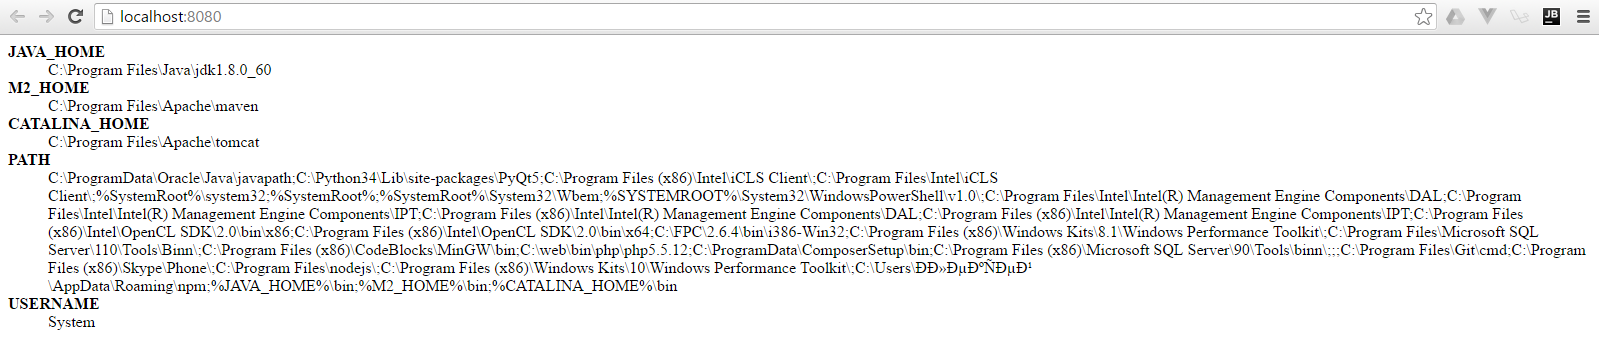 localhost:8080
JB
JAVA_HOME
C:\Program Files\Java\jdk1.8.0_60
M2_HOME
C:\Program Files\Apache\maven
CATALINA_HOME
C:\Program Files\Apache\tomcat
PATH
C:\ProgramData\Oracle\Java\javapath;C:\Python34\Lib\site-packages\PyQt5;C:\Program Files (x86)\Intel\iCLS Client\;C:\Program Files\Intel\iCLS
Client\;%SystemRoot%\system32;%SystemRoot%;%SystemRoot%\System32\Wbem;%SYSTEMROOT%\System32\WindowsPowerShell\v1.0\;C:\Program Files\Intel\Intel(R) Management Engine Components\DAL;C:\Program
Files\Intel\Intel(R) Management Engine Components\IPT;C:\Program Files (x86)\Intel\Intel(R) Management Engine Components\DAL;C:\Program Files (x86)\Intel\Intel(R) Management Engine Components\IPT;C:\Program Files
(x86)\Intel\OpenCL SDK\2.0\bin\x86;C:\Program Files (x86)\Intel\OpenCL SDK\2.0\bin\x64;C:\FPC\2.6.4\bin\i386-Win32;C:\Program Files (x86)\Windows Kits\8.1\Windows Performance Toolkit\;C:\Program Files\Microsoft SQL
Server\110\Tools\Binn\;C:\Program Files (x86)\CodeBlocks\MinGW\bin;C:\web\bin\php\php5.5.12;C:\ProgramData\ComposerSetup\bin;C:\Program Files (x86)\Microsoft SQL Server\90\Tools\binn\;;;C:\Program Files\Git\cmd;C:\Program
Files (x86)\Skype\Phone\;C:\Program Files\nodejs\;C:\Program Files (x86)\Windows Kits\10\Windows Performance Toolkit\;C:\Users\ÐÐ»ÐµÐºÑÐµÐ¹
\AppData\Roaming\npm;%JAVA_HOME%\bin;%M2_HOME%\bin;%CATALINA_HOME%\bin
USERNAME
System